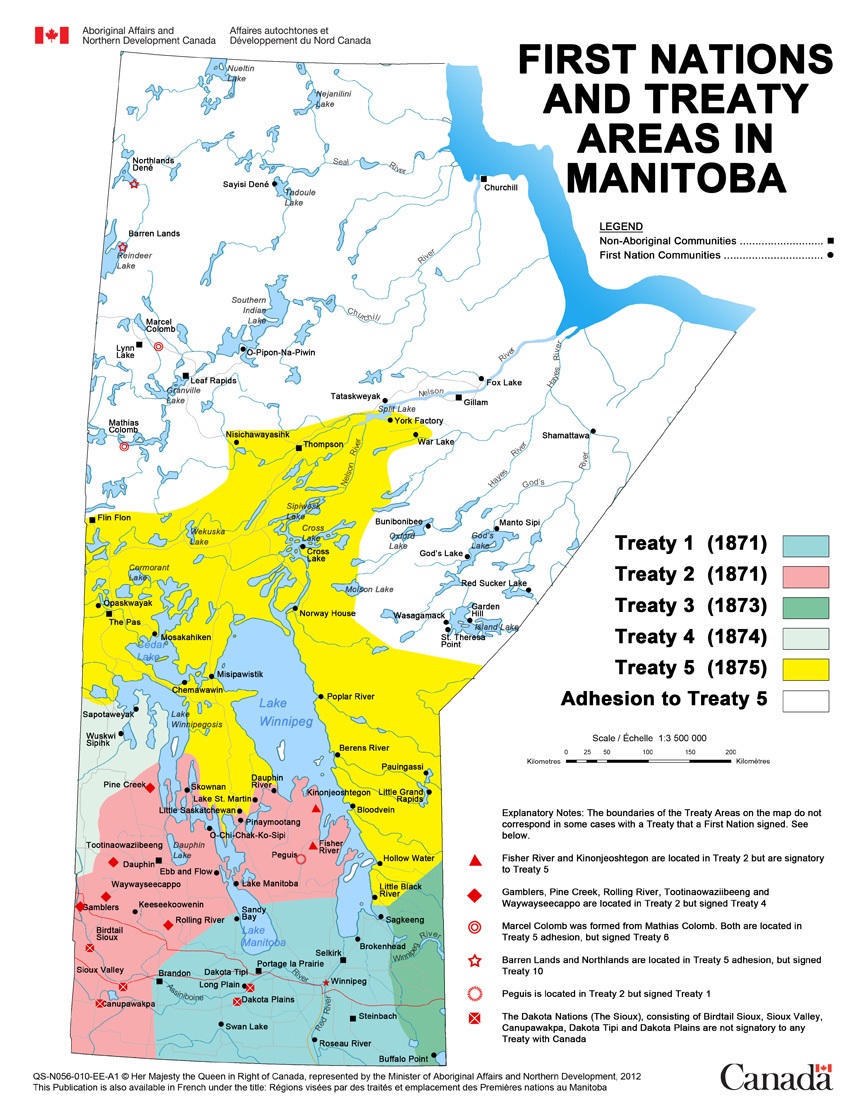 Aboriginal Affairs and
Northern Development Canada
Affaires autochtones et
Développement du Nord Canada
FIRST NATIONS
AND TREATY
AREAS IN
MANITOBA
LEGEND
Non-Aboriginal Communities ............................ ■
First Nation Communities ................................. ●
Nueltin
Lake
Nejanilini
Lake
Northlands
Dené
Seal
River
Sayisi Dené
Tadoule
Lake
Churchill
Barren Lands
Reindeer
Lake
River
Southern
Indian
Lake
Churchill
Marcel
Colomb
Lynn
Lake
O-Pipon-Na-Piwin
River
Hayes River
Leaf Rapids
Granville
Lake
Fox Lake
Tataskweyak
Nelson
Gillam
Split Lake
York Factory
Mathias
Colomb
Nisichawayasihk
Thompson
War Lake
Shamattawa
Nelson River
Hayes
River
God's
River
Sipiwesk
Lake
Flin Flon
Wekuska
Lake
Cross
Lake
Cross
Lake
Bunibonibee
Manto Sipi
Oxford
Lake
God's
Lake
God's Lake
Cormorant
Lake
Molson Lake
Red Sucker Lake
Opaskwayak
The Pas
Norway House
Wasagamack
Garden
Hill
Island Lake
St. Theresa
Point
Mosakahiken
Cedar
Lake
Misipawistik
Chemawawin
Poplar River
Lake
Winnipeg
Sapotaweyak
Lake
Winnipegosis
Wuskwi
Sipihk
Berens River
Pauingassi
Pine Creek
Skownan
Dauphin
River
Kinonjeoshtegon
Little Grand
Rapids
Lake St. Martin
Little Saskatchewan
Bloodvein
Pinaymootang
O-Chi-Chak-Ko-Sipi
Tootinaowaziibeeng
Dauphin
Lake
Fisher
River
Peguis
Dauphin
Hollow Water
Ebb and Flow
Waywayseecappo
Lake Manitoba
Little Black
River
Gamblers
Keeseekoowenin
Sandy
Bay
Sagkeeng
Rolling River
Birdtail
Sioux
Lake
Manitoba
Brokenhead
Winnipeg
River
Selkirk
Sioux Valley
Brandon
Dakota Tipi
Portage la Prairie
River
Winnipeg
Long Plain
Assiniboine
Dakota Plains
Canupawakpa
Red River
Steinbach
Swan Lake
Roseau River
Buffalo Point
Treaty 1 (1871)
Treaty 2 (1871)
Treaty 3 (1873)
Treaty 4 (1874)
Treaty 5 (1875)
Adhesion to Treaty 5
Scale / Échelle 1:3 500 000
0 25 50 100 150 200
Kilometres
Kilomètres
Explanatory Notes: The boundaries of the Treaty Areas on the map do not
correspond in some cases with a Treaty that a First Nation signed. See
below.
Fisher River and Kinonjeoshtegon are located in Treaty 2 but are signatory
to Treaty 5
Gamblers, Pine Creek, Rolling River, Tootinaowaziibeeng and
Waywayseecappo are located in Treaty 2 but signed Treaty 4
Marcel Colomb was formed from Mathias Colomb. Both are located in
Treaty 5 adhesion, but signed Treaty 6
Barren Lands and Northlands are located in Treaty 5 adhesion, but signed
Treaty 10
Peguis is located in Treaty 2 but signed Treaty 1
The Dakota Nations (The Sioux), consisting of Birdtail Sioux, Sioux Valley,
Canupawakpa, Dakota Tipi and Dakota Plains are not signatory to any
Treaty with Canada
QS-N056-010-EE-A1 © Her Majesty the Queen in Right of Canada, represented by the Minister of Aboriginal Affairs and Northern Development, 2012
This Publication is also available in French under the title: Régions visées par des traités et emplacement des Premières nations au Manitoba
Canada